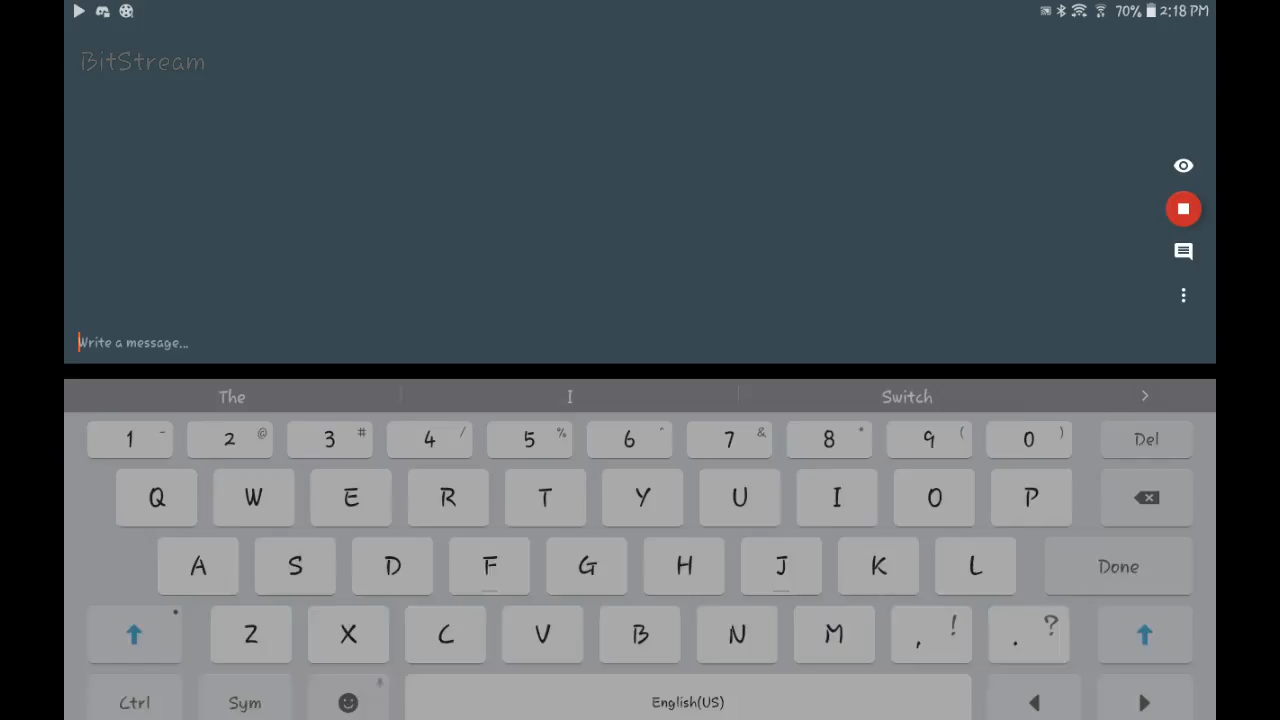 70% 2:18 PM
BitStream
Write a message...
The I Switch >
1 - 2 @ 3 # 4 / 5 % 6 ^ 7 & 8 * 9 ( 0 ) Del
Q W E R T Y U I O P
A S D F G H J K L Done
Z X C V B N M , ! . ?
Ctrl Sym English(US)